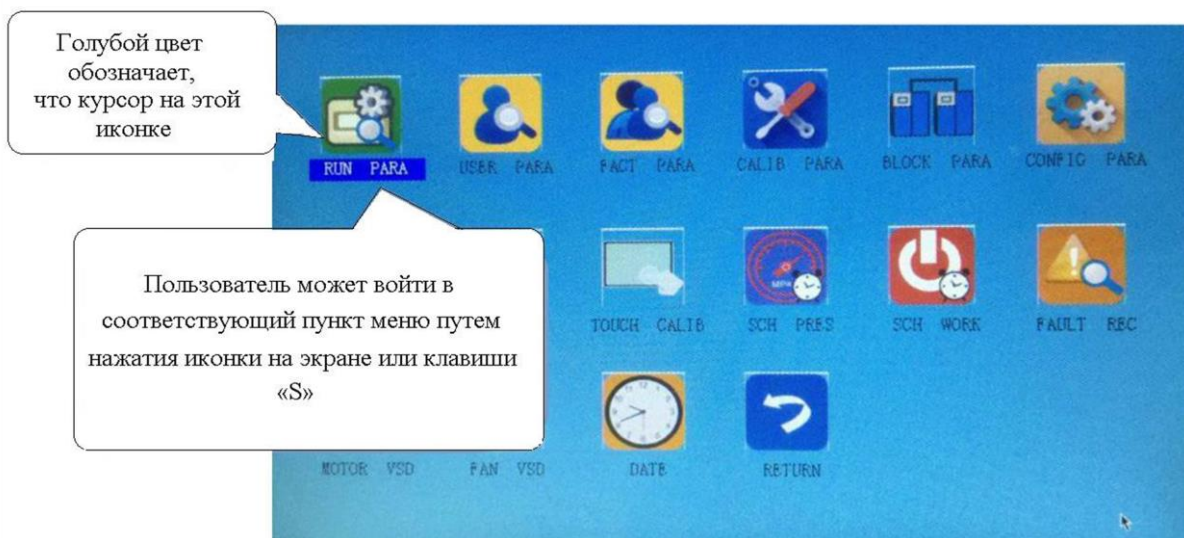 Голубой цвет
обозначает,
что курсор на этой
иконке
RUN PARA
USER PARA
FACT PARA
CALIB PARA
BLOCK PARA
CONFIG PARA
Пользователь может войти в
соответствующий пункт меню путем
нажатия иконки на экране или клавиши
«S»
TOUCH CALIB
SCH PRES
MPa
SCH WORK
FAULT REC
MOTOR VSD
FAN VSD
DATE
RETURN